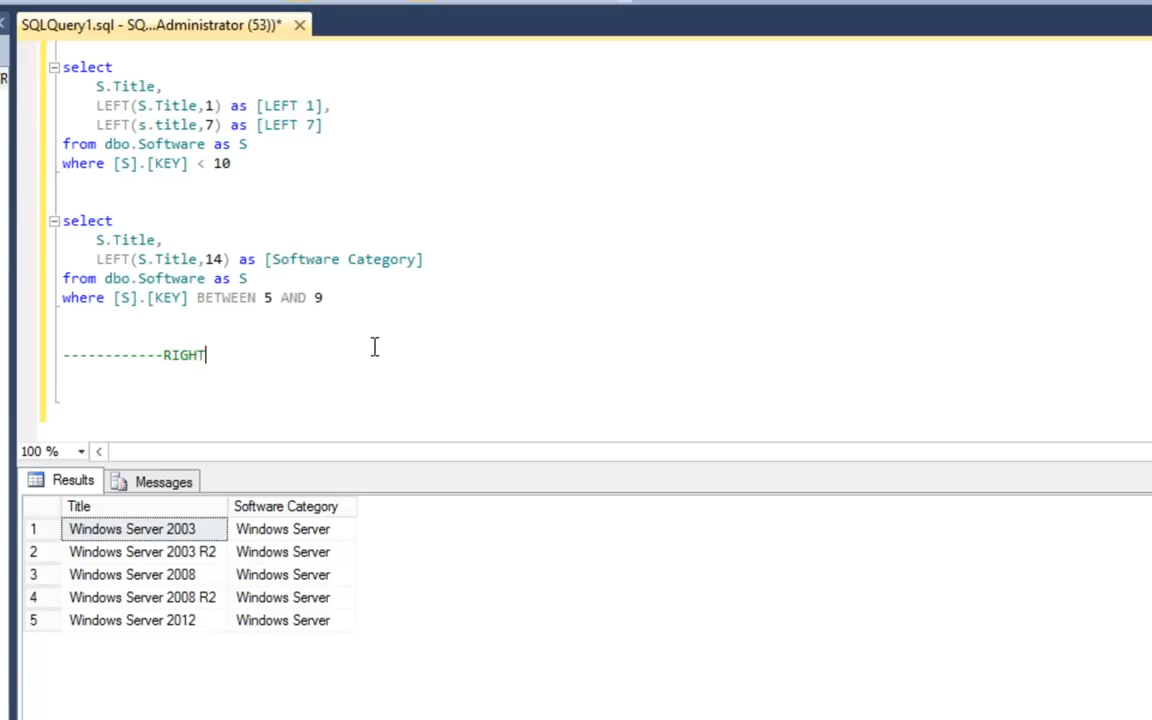 SQLQuery1.sql - SQ...Administrator (53))*
R
select
S.Title,
LEFT(S.Title,1) as [LEFT 1],
LEFT(s.title,7) as [LEFT 7]
from dbo.Software as S
where [S].[KEY] < 10
select
S.Title,
LEFT(S.Title,14) as [Software Category]
from dbo.Software as S
where [S].[KEY] BETWEEN 5 AND 9
------------RIGHT
100 %
Results Messages
Title Software Category
1 Windows Server 2003 Windows Server
2 Windows Server 2003 R2 Windows Server
3 Windows Server 2008 Windows Server
4 Windows Server 2008 R2 Windows Server
5 Windows Server 2012 Windows Server